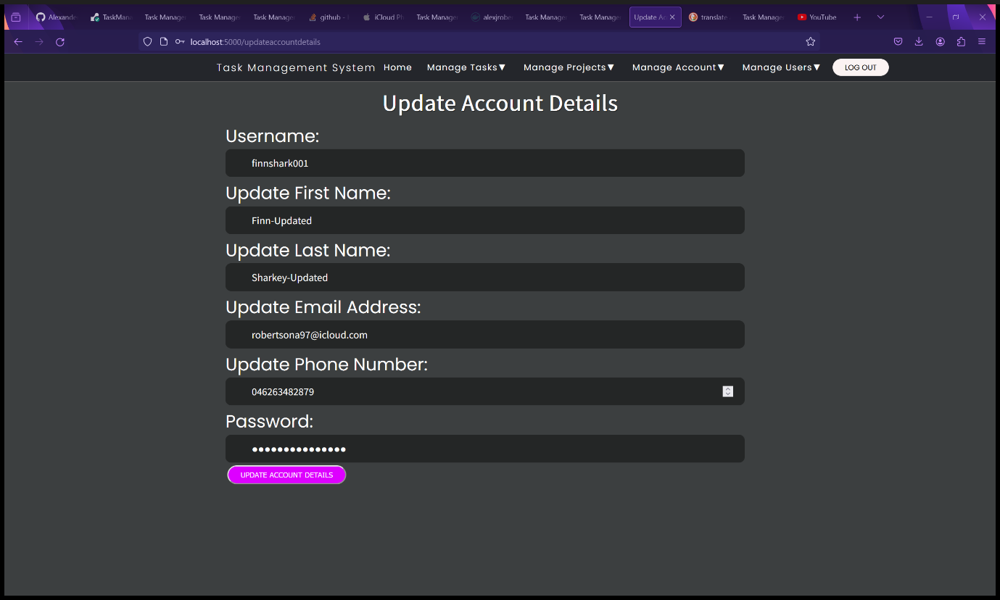 Alexande TaskMana Task Manage Task Manage Task Manage github - iCloud Ph Task Manage alexjrobe Task Manage Task Manage Update Ac translate Task Manage YouTube
localhost:5000/updateaccountdetails
Task Management System Home Manage Tasks▼ Manage Projects▼ Manage Account▼ Manage Users▼ LOG OUT
Update Account Details
Username:
finnshark001
Update First Name:
Finn-Updated
Update Last Name:
Sharkey-Updated
Update Email Address:
robertsona97@icloud.com
Update Phone Number:
046263482879
Password:
●●●●●●●●●●●●●●●
UPDATE ACCOUNT DETAILS